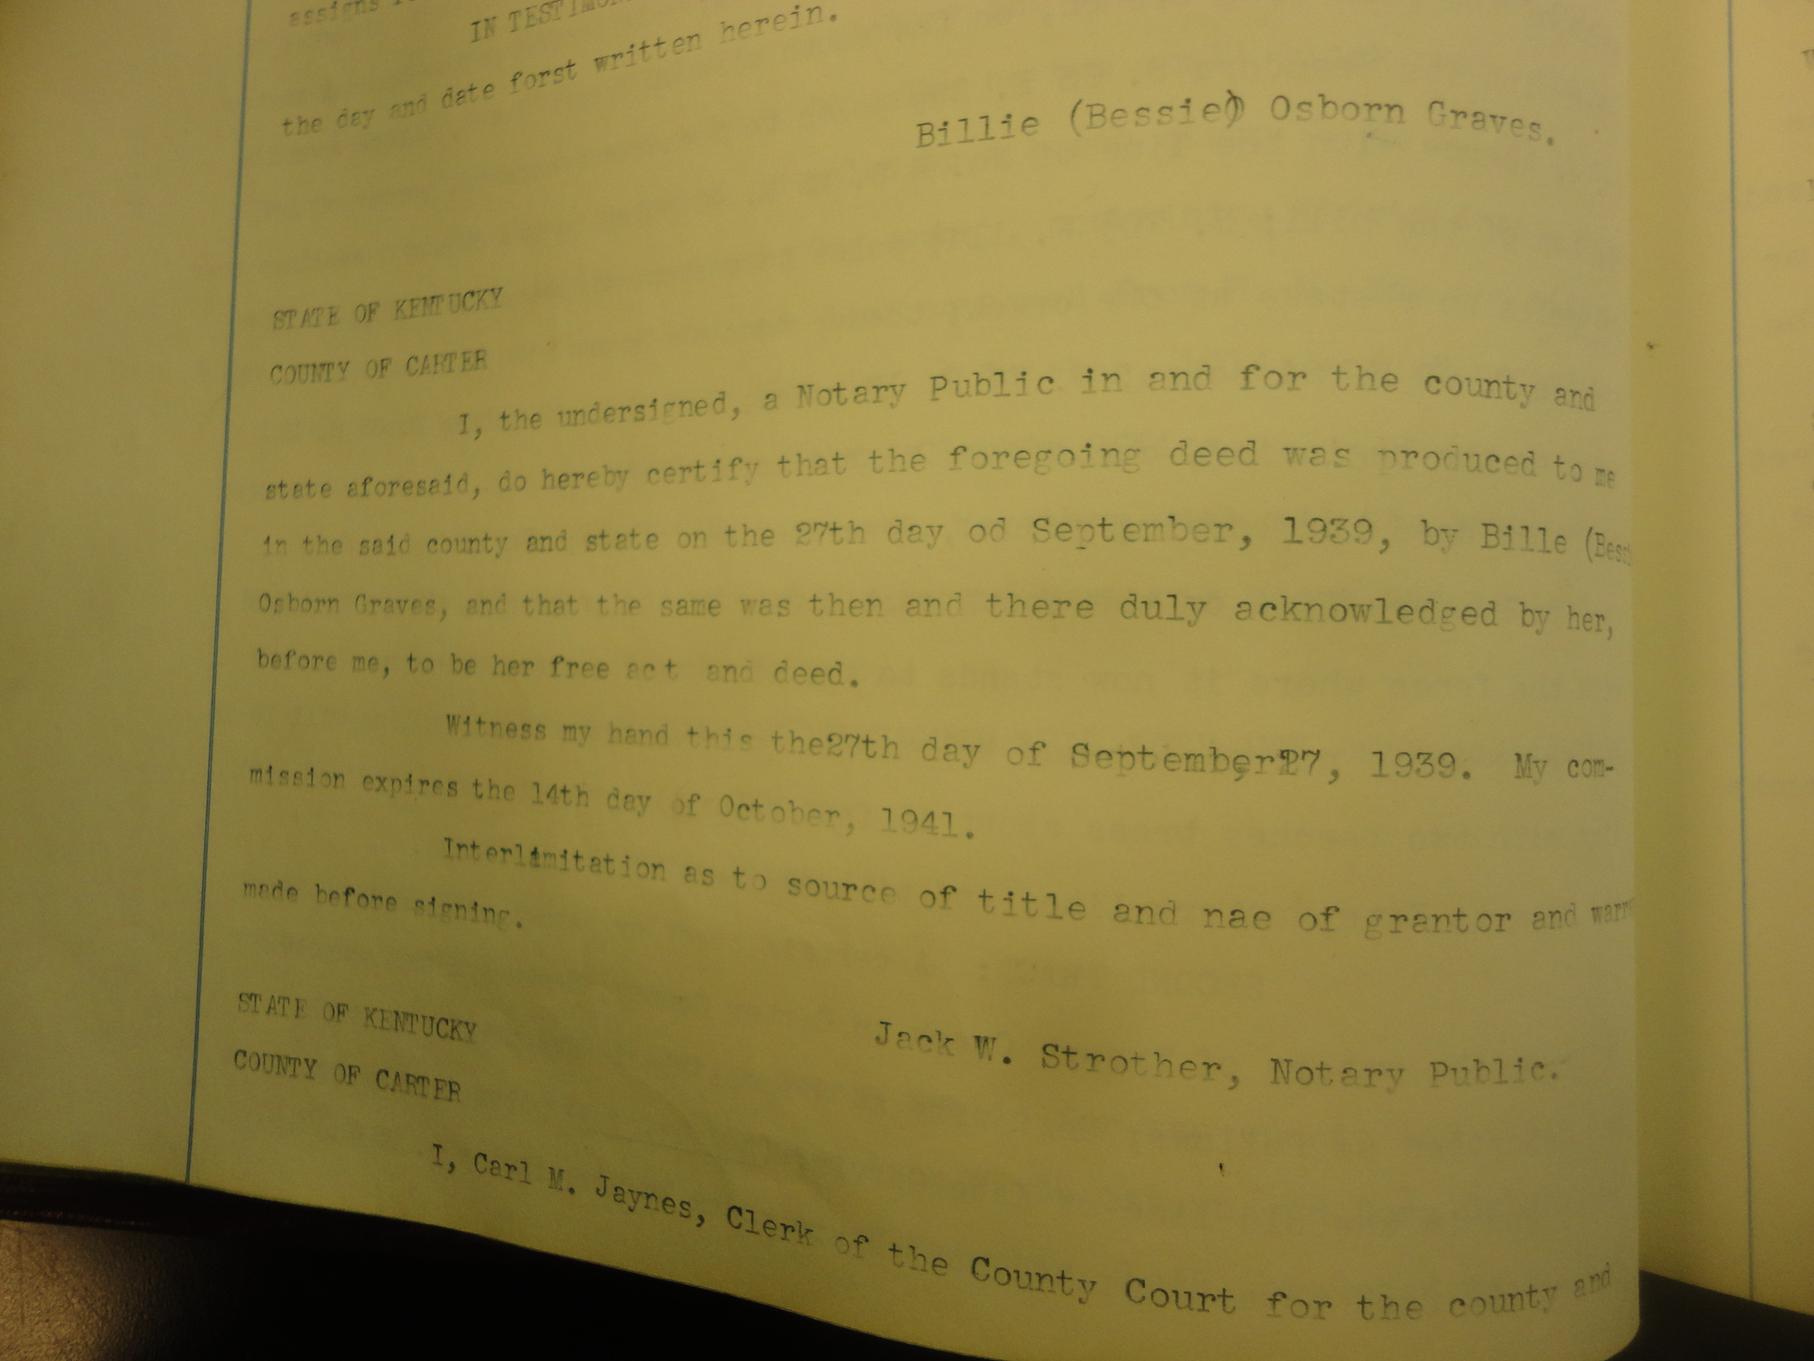 assigns
IN TESTIMO
the day and date forst written herein.
Billie (Bessie) Osborn Graves.
STATE OF KENTUCKY
COUNTY OF CARTER
I, the undersigned, a Notary Public in and for the county and
state aforesaid, do hereby certify that the foregoing deed was produced to me
in the said county and state on the 27th day od September, 1939, by Bille (Bess
Osborn Graves, and that the same was then and there duly acknowledged by her,
before me, to be her free act and deed.
Witness my hand this the27th day of September27, 1939. My com-
mission expires the 14th day of October, 1941.
Interlimitation as to source of title and nae of grantor and warr
made before signing.
Jack W. Strother, Notary Public.
STATE OF KENTUCKY
COUNTY OF CARTER
I, Carl M. Jaynes, Clerk of the County Court for the county and